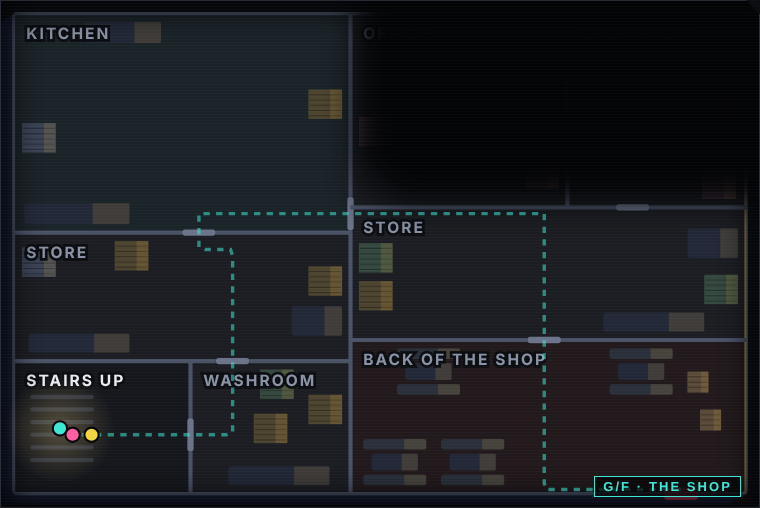 KITCHEN
STORE
STORE
BACK OF THE SHOP
STAIRS UP
WASHROOM
G/F · THE SHOP